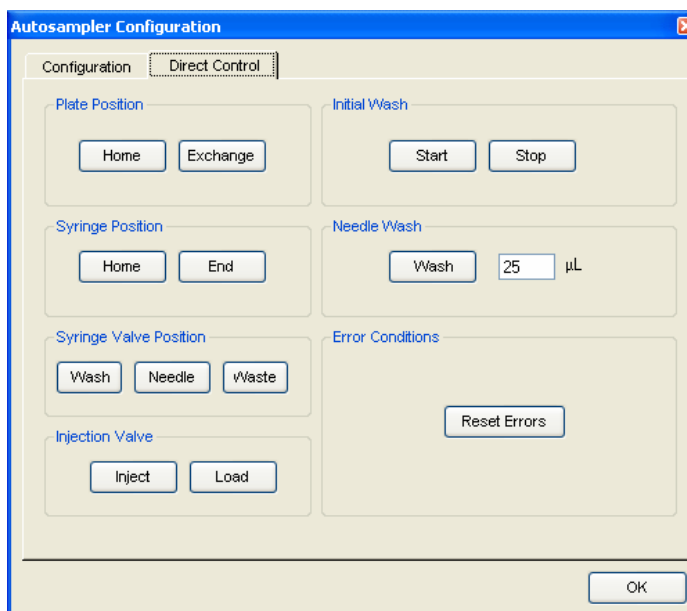 Autosampler Configuration
Configuration Direct Control
Plate Position
Home Exchange
Initial Wash
Start Stop
Syringe Position
Home End
Needle Wash
Wash 25 µL
Syringe Valve Position
Wash Needle Waste
Error Conditions
Reset Errors
Injection Valve
Inject Load
OK